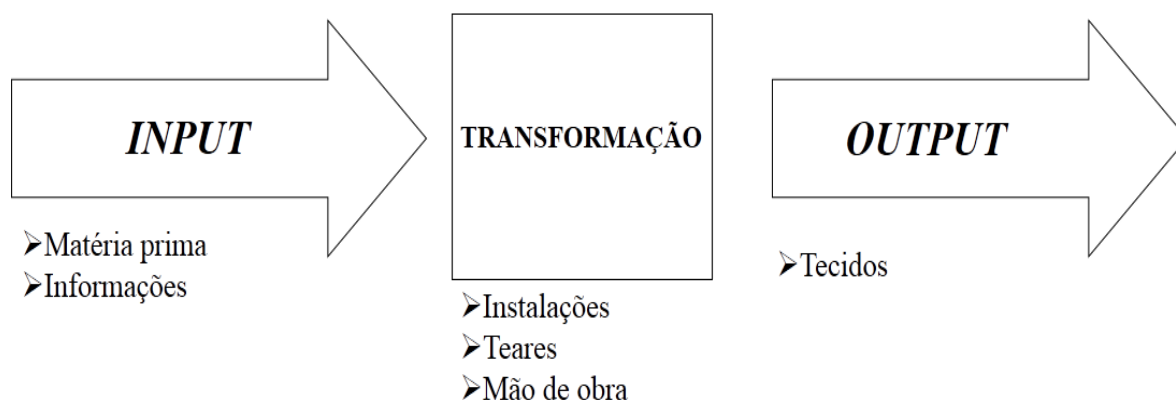 INPUT
➢Matéria prima
➢Informações
TRANSFORMAÇÃO
➢Instalações
➢Teares
➢Mão de obra
OUTPUT
➢Tecidos